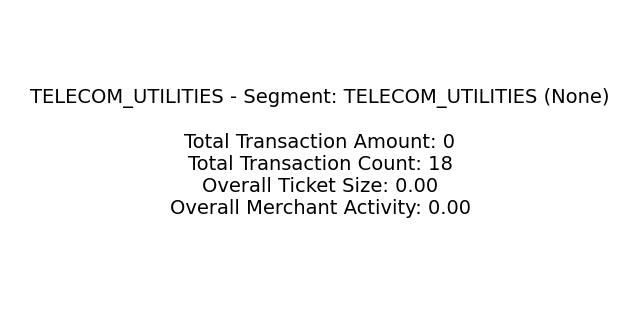 TELECOM_UTILITIES - Segment: TELECOM_UTILITIES (None)
Total Transaction Amount: 0
Total Transaction Count: 18
Overall Ticket Size: 0.00
Overall Merchant Activity: 0.00